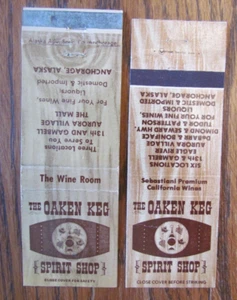 ANCHORAGE, ALASKA
Domestic & Imported
Liquors
For Your Fine Wines,
THE MALL
AURORA VILLAGE
13th AND GAMBELL
To Serve You
Three Locations
The Wine Room
THE OAKEN KEG
SPIRIT SHOP
ANCHORAGE, ALASKA
DOMESTIC & IMPORTED
LIQUORS
FOR YOUR FINE WINES,
TUDOR & PATTERSON
DIMOND & SEWARD HWY.
DEBARR & BONIFACE
AURORA VILLAGE
EAGLE RIVER
13th & GAMBELL
SIX LOCATIONS
Sebastiani Premium
California Wines
THE OAKEN KEG
SPIRIT SHOP
CLOSE COVER BEFORE STRIKING